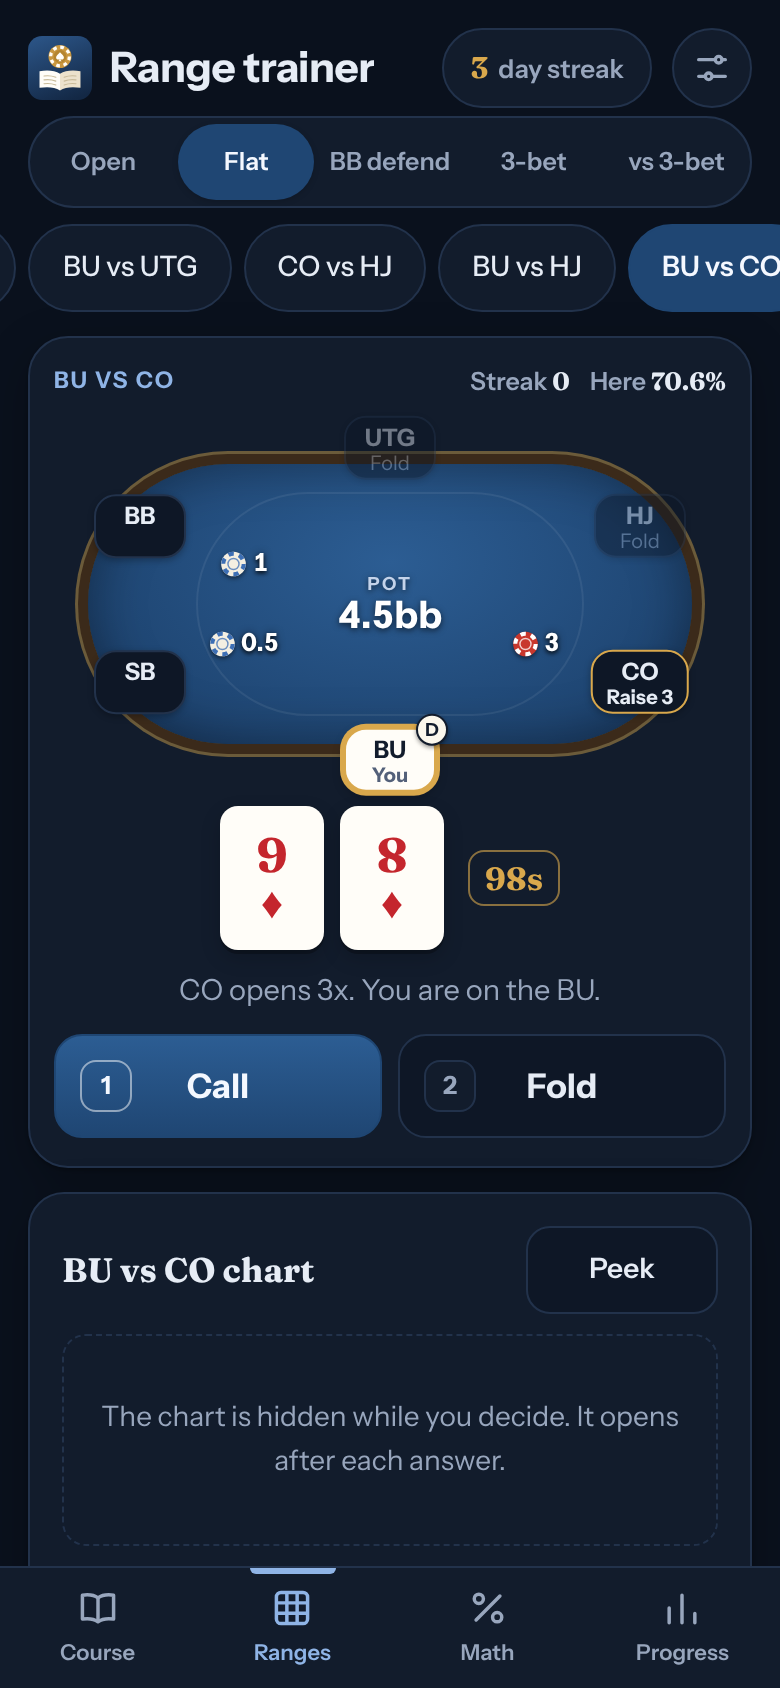 Range trainer
3 day streak
Open Flat BB defend 3-bet vs 3-bet
BU vs UTG CO vs HJ BU vs HJ BU vs CO
BU VS CO
Streak 0 Here 70.6%
UTG
Fold
BB
HJ
Fold
1
POT
4.5bb
0.5
3
SB
CO
Raise 3
D
BU
You
9 8
98s
CO opens 3x. You are on the BU.
1 Call
2 Fold
BU vs CO chart
Peek
The chart is hidden while you decide. It opens
after each answer.
Course Ranges Math Progress